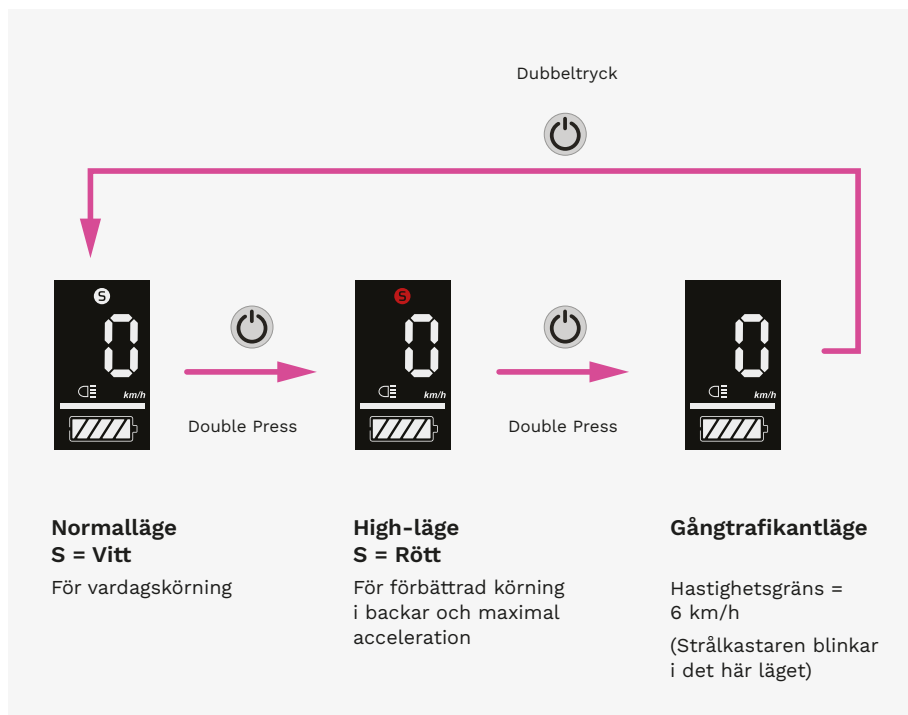 Dubbeltryck
S
0
km/h
Double Press
S
0
km/h
Double Press
0
km/h
Normalläge
S = Vitt
För vardagskörning
High-läge
S = Rött
För förbättrad körning
i backar och maximal
acceleration
Gångtrafikantläge
Hastighetsgräns =
6 km/h
(Strålkastaren blinkar
i det här läget)